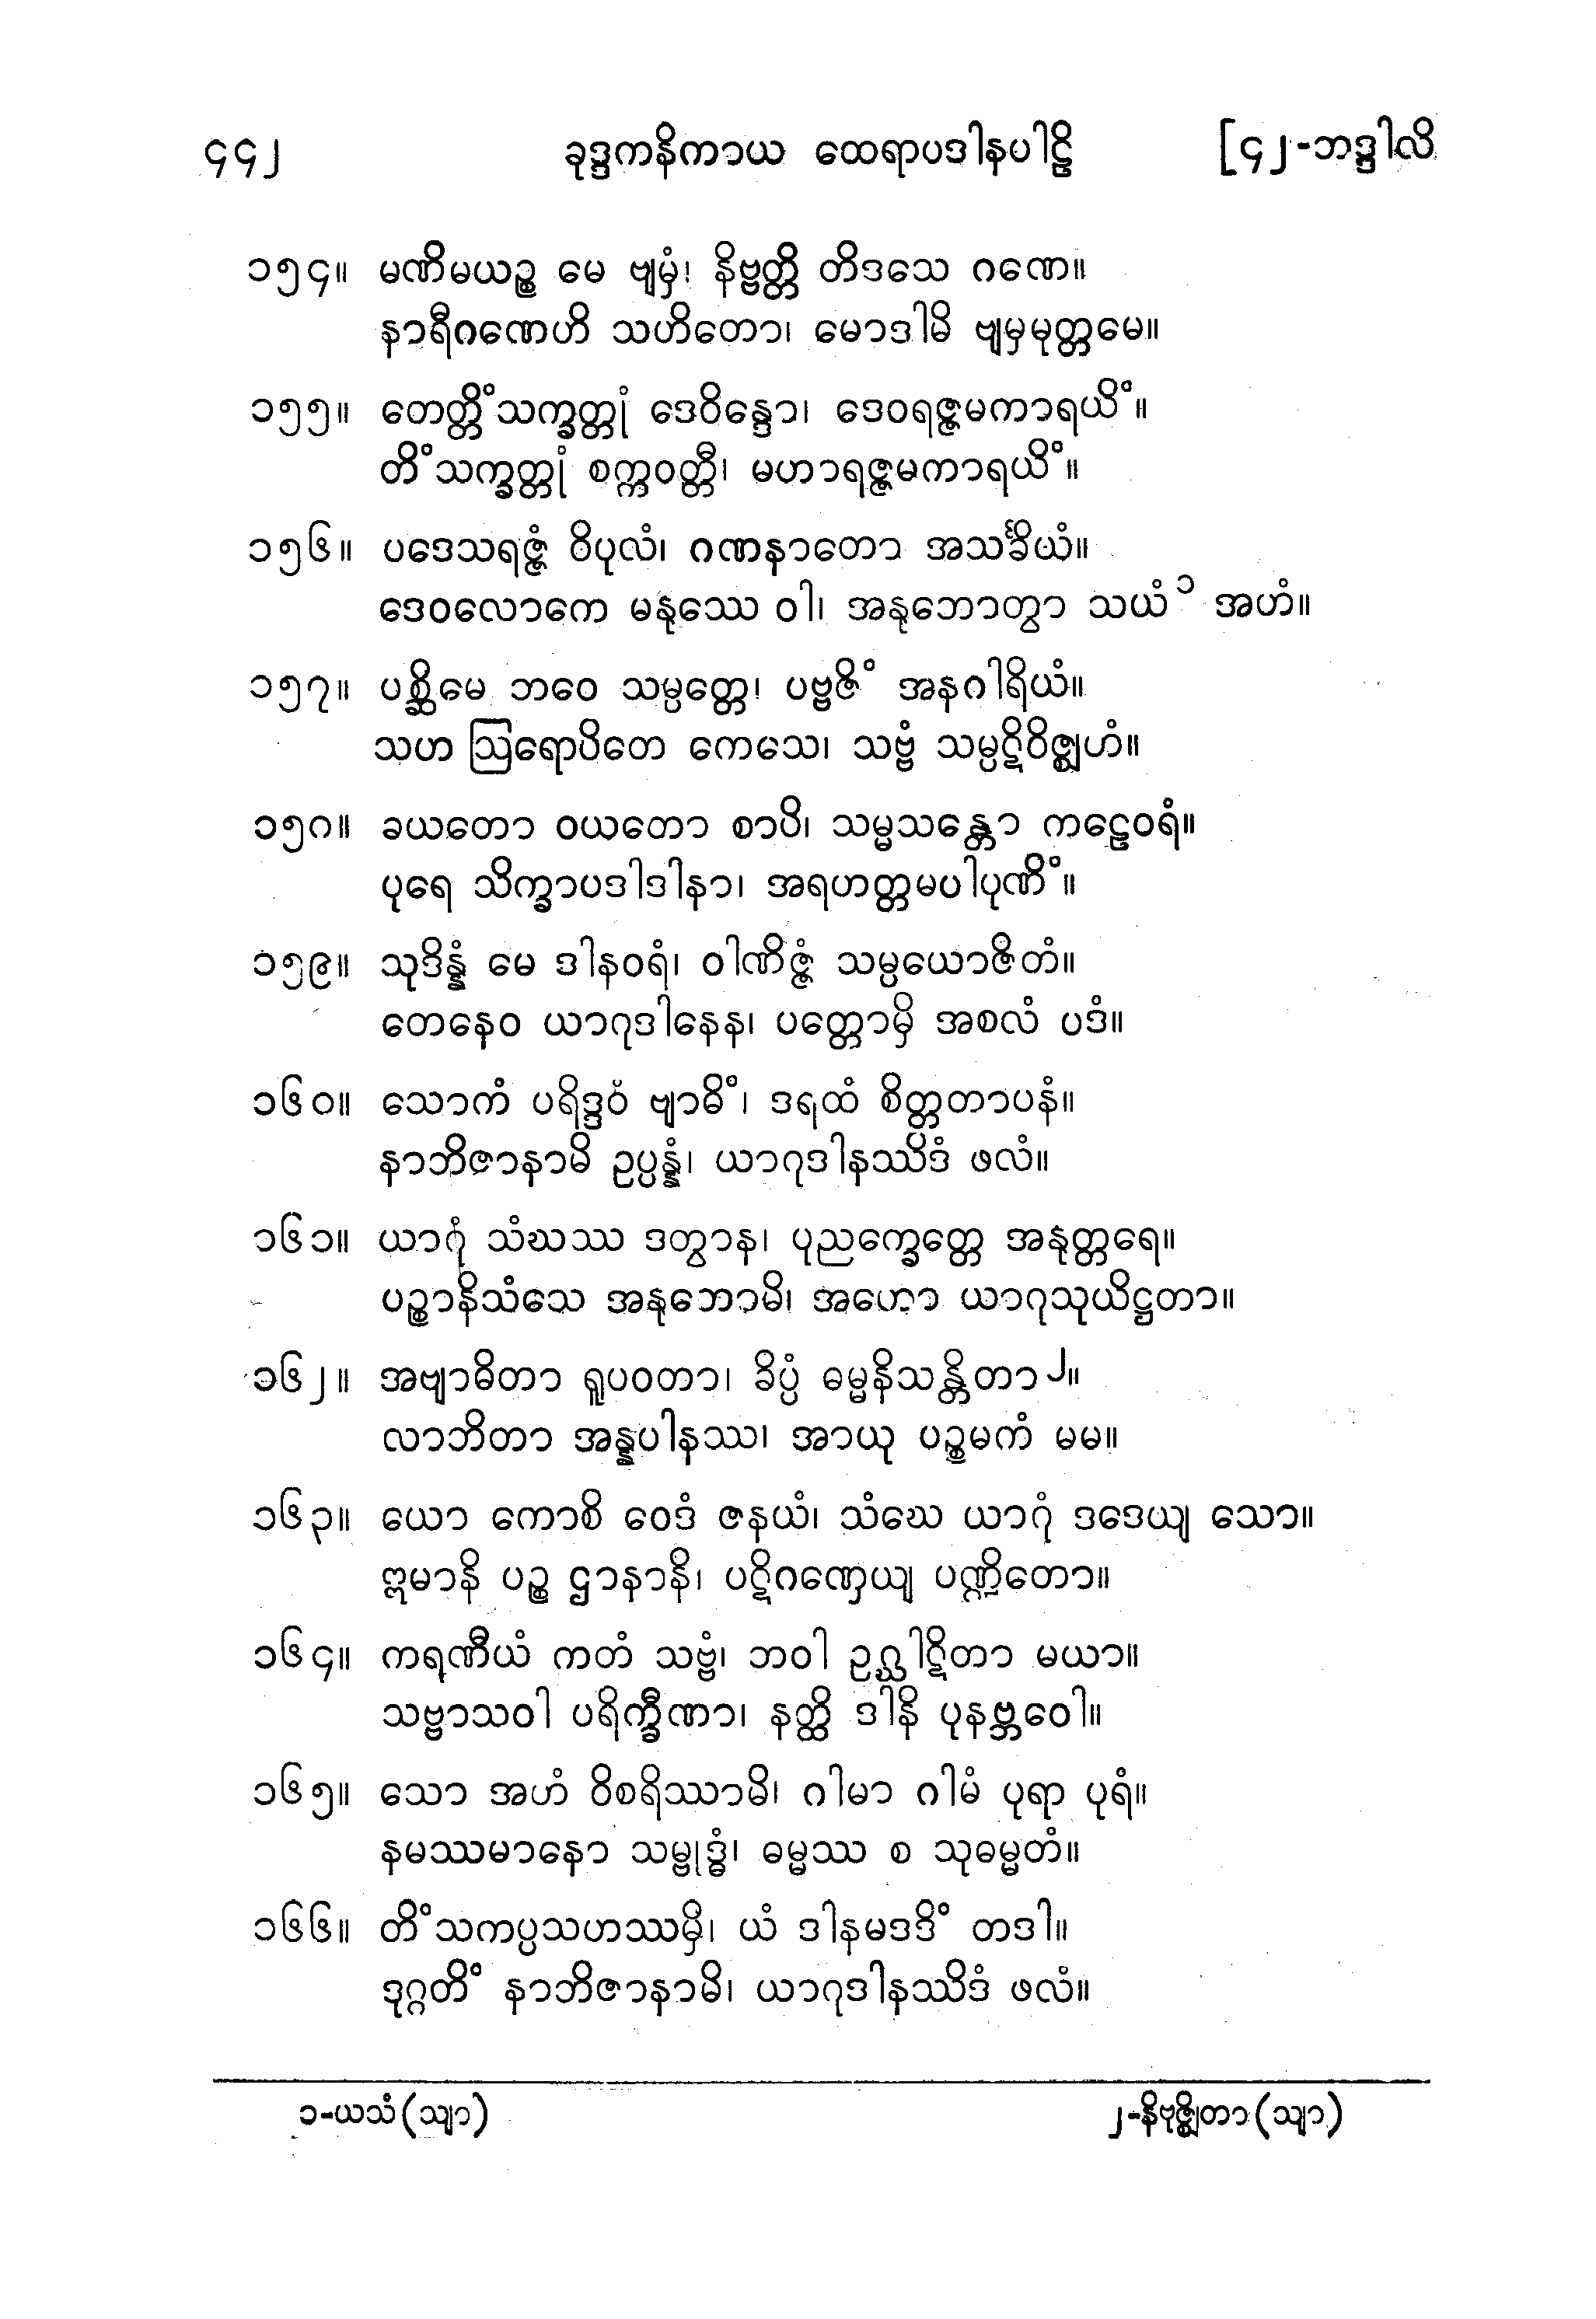 ၄၄၂ ခုဒ္ဒကနိကာယ ထေရာပဒါနပါဠိ [၄၂-ဘဒ္ဒါလိ
၁၅၄။ မဏိမယဉ္စ မေ ဗျမှံ၊ နိဗ္ဗတ္တိ တိဒသေ ဂဏေ။
နာရီဂဏေဟိ သဟိတော၊ မောဒါမိ ဗျမှမုတ္တမေ။
၁၅၅။ တေတ္တိံသက္ခတ္တုံ ဒေဝိန္ဒော၊ ဒေဝရဇ္ဇမကာရယိံ။
တိံသက္ခတ္တုံ စက္ကဝတ္တီ၊ မဟာရဇ္ဇမကာရယိံ။
၁၅၆။ ပဒေသရဇ္ဇံ ဝိပုလံ၊ ဂဏနာတော အသင်္ခိယံ။
ဒေဝလောကေ မနုဿေ ဝါ၊ အနုဘောတွာ သယံ၁ အဟံ။
၁၅၇။ ပစ္ဆိမေ ဘဝေ သမ္ပတ္တေ၊ ပဗ္ဗဇိံ အနဂါရိယံ။
သဟ ဩရောပိတေ ကေသေ၊ သဗ္ဗံ သမ္ပဋိဝိဇ္ဈဟံ။
၁၅၈။ ခယတော ဝယတော စာပိ၊ သမ္မသန္တော ကဠေဝရံ။
ပုရေ သိက္ခာပဒါဒါနာ၊ အရဟတ္တမပါပုဏိံ။
၁၅၉။ သုဒိန္နံ မေ ဒါနဝရံ၊ ဝါဏိဇ္ဇံ သမ္ပယောဇိတံ။
တေနေဝ ယာဂုဒါနေန၊ ပတ္တောမှိ အစလံ ပဒံ။
၁၆၀။ သောကံ ပရိဒ္ဒဝံ ဗျာဓိံ၊ ဒရထံ စိတ္တတာပနံ။
နာဘိဇာနာမိ ဥပ္ပန္နံ၊ ယာဂုဒါနဿိဒံ ဖလံ။
၁၆၁။ ယာဂုံ သံဃဿ ဒတွာန၊ ပုညက္ခေတ္တေ အနုတ္တရေ။
ပဉ္စာနိသံသေ အနုဘောမိ၊ အဟော ယာဂုသုယိဋ္ဌတာ။
၁၆၂။ အဗျာဓိတာ ရူပဝတာ၊ ခိပ္ပံ ဓမ္မနိသန္တိတာ၂။
လာဘိတာ အန္နပါနဿ၊ အာယု ပဉ္စမကံ မမ။
၁၆၃။ ယော ကောစိ ဝေဒံ ဇနယံ၊ သံဃေ ယာဂုံ ဒဒေယျ သော။
ဣမာနိ ပဉ္စ ဌာနာနိ၊ ပဋိဂဏှေယျ ပဏ္ဍိတော။
၁၆၄။ ကရဏီယံ ကတံ သဗ္ဗံ၊ ဘဝါ ဥဂ္ဃါဋိတာ မယာ။
သဗ္ဗာသဝါ ပရိက္ခီဏာ၊ နတ္ထိ ဒါနိ ပုနဗ္ဘဝေါ။
၁၆၅။ သော အဟံ ဝိစရိဿာမိ၊ ဂါမာ ဂါမံ ပုရာ ပုရံ။
နမဿမာနော သမ္ဗုဒ္ဓံ၊ ဓမ္မဿ စ သုဓမ္မတံ။
၁၆၆။ တိံသကပ္ပသဟဿမှိ၊ ယံ ဒါနမဒဒိံ တဒါ။
ဒုဂ္ဂတိံ နာဘိဇာနာမိ၊ ယာဂုဒါနဿိဒံ ဖလံ။
၁-ယသံ(သျာ) ၂-နိဗုဇ္ဈိတာ(သျာ)